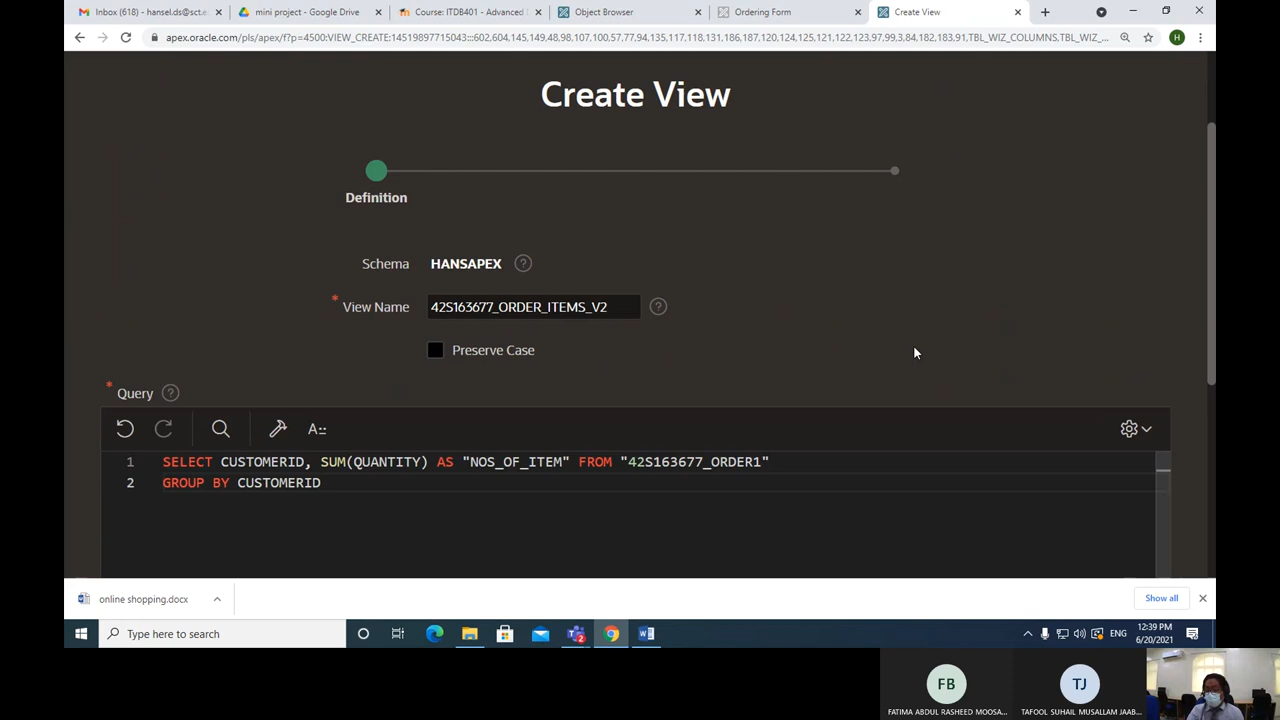 Inbox (618) - hansel.ds@sct.e
mini project - Google Drive
Course: ITDB401 - Advanced
Object Browser
Ordering Form
Create View
apex.oracle.com/pls/apex/f?p=4500:VIEW_CREATE:14519897715043:::602,604,145,149,48,98,107,100,57,77,94,135,117,118,131,186,187,120,124,125,121,122,123,97,99,3,84,182,183,91,TBL_WIZ_COLUMNS,TBL_WIZ_...
H
Create View
Definition
Schema HANSAPEX ?
* View Name 42S163677_ORDER_ITEMS_V2 ?
Preserve Case
* Query ?
A::
1 SELECT CUSTOMERID, SUM(QUANTITY) AS "NOS_OF_ITEM" FROM "42S163677_ORDER1"
2 GROUP BY CUSTOMERID
online shopping.docx
Show all
Type here to search
ENG
12:39 PM
6/20/2021
FB
FATIMA ABDUL RASHEED MOOSA...
TJ
TAFOOL SUHAIL MUSALLAM JAAB...